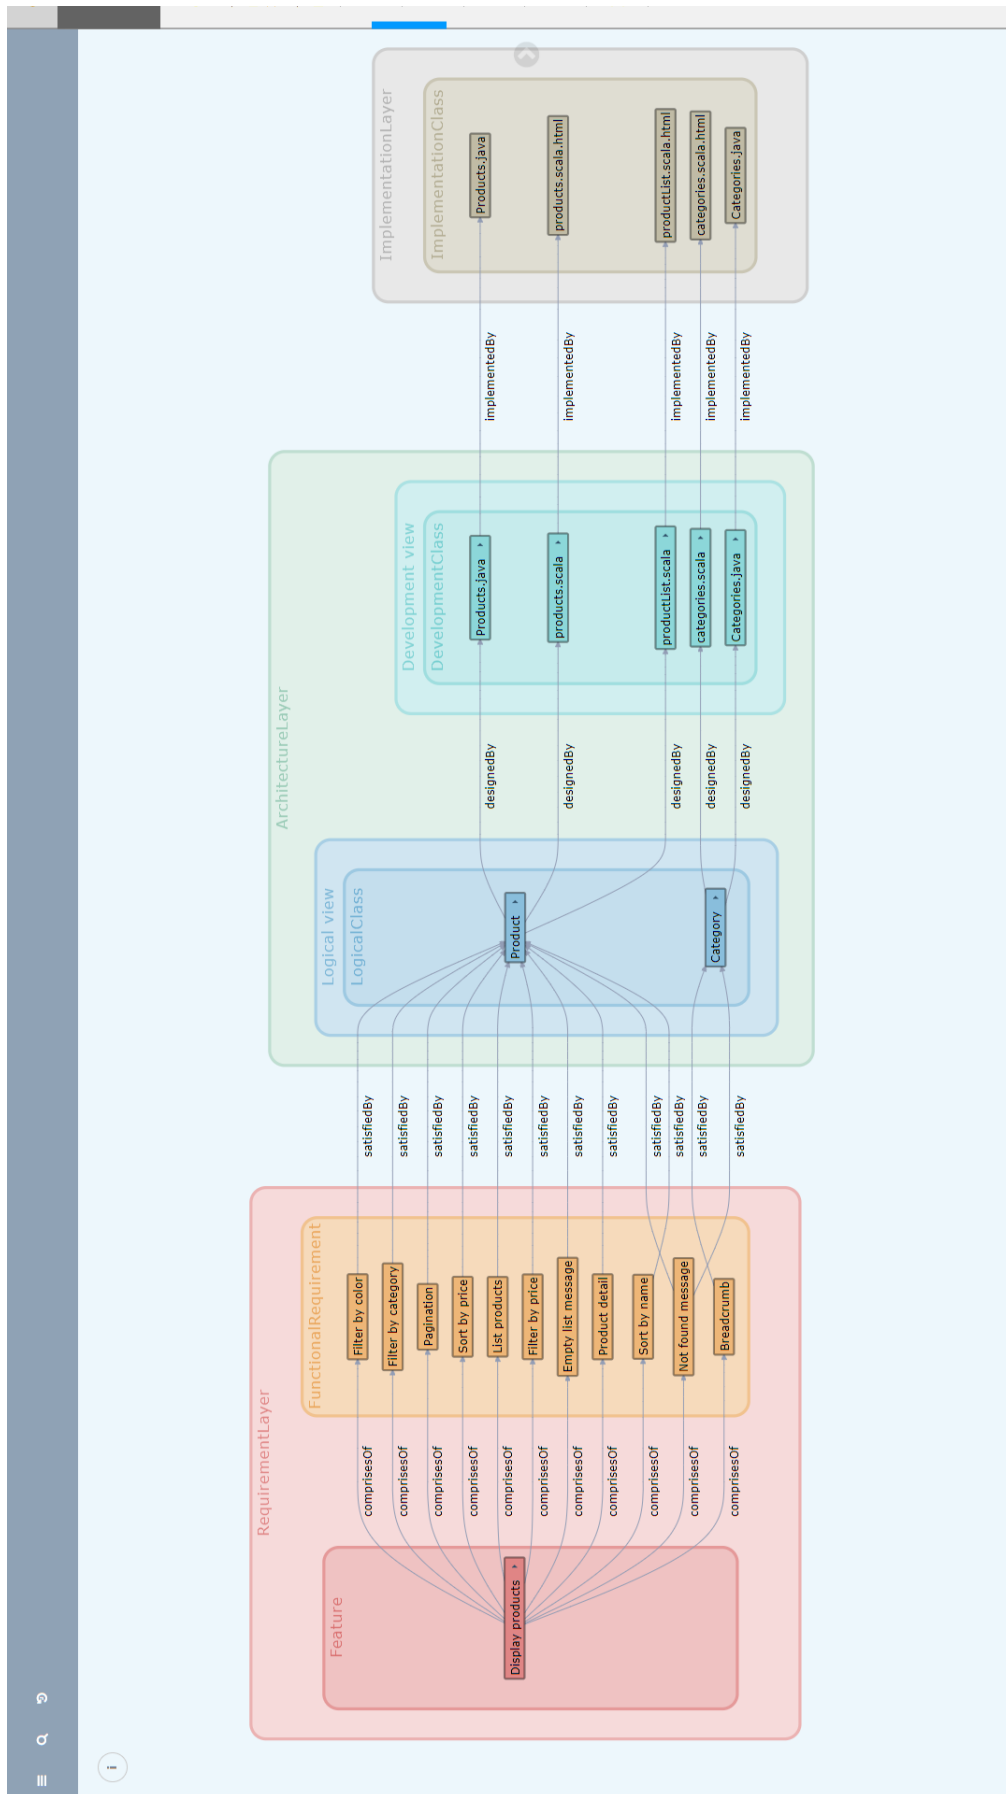 RequirementLayer
Feature
Display products
comprisesOf
comprisesOf
comprisesOf
comprisesOf
comprisesOf
comprisesOf
comprisesOf
comprisesOf
comprisesOf
comprisesOf
comprisesOf
FunctionalRequirement
Filter by color
Filter by category
Pagination
Sort by price
List products
Filter by price
Empty list message
Product detail
Sort by name
Not found message
Breadcrumb
satisfiedBy
satisfiedBy
satisfiedBy
satisfiedBy
satisfiedBy
satisfiedBy
satisfiedBy
satisfiedBy
satisfiedBy
satisfiedBy
satisfiedBy
satisfiedBy
ArchitectureLayer
Logical view
LogicalClass
Product
Category
designedBy
designedBy
designedBy
designedBy
designedBy
Development view
DevelopmentClass
Products.java
products.scala
productList.scala
categories.scala
Categories.java
implementedBy
implementedBy
implementedBy
implementedBy
implementedBy
ImplementationLayer
ImplementationClass
Products.java
products.scala.html
productList.scala.html
categories.scala.html
Categories.java
i